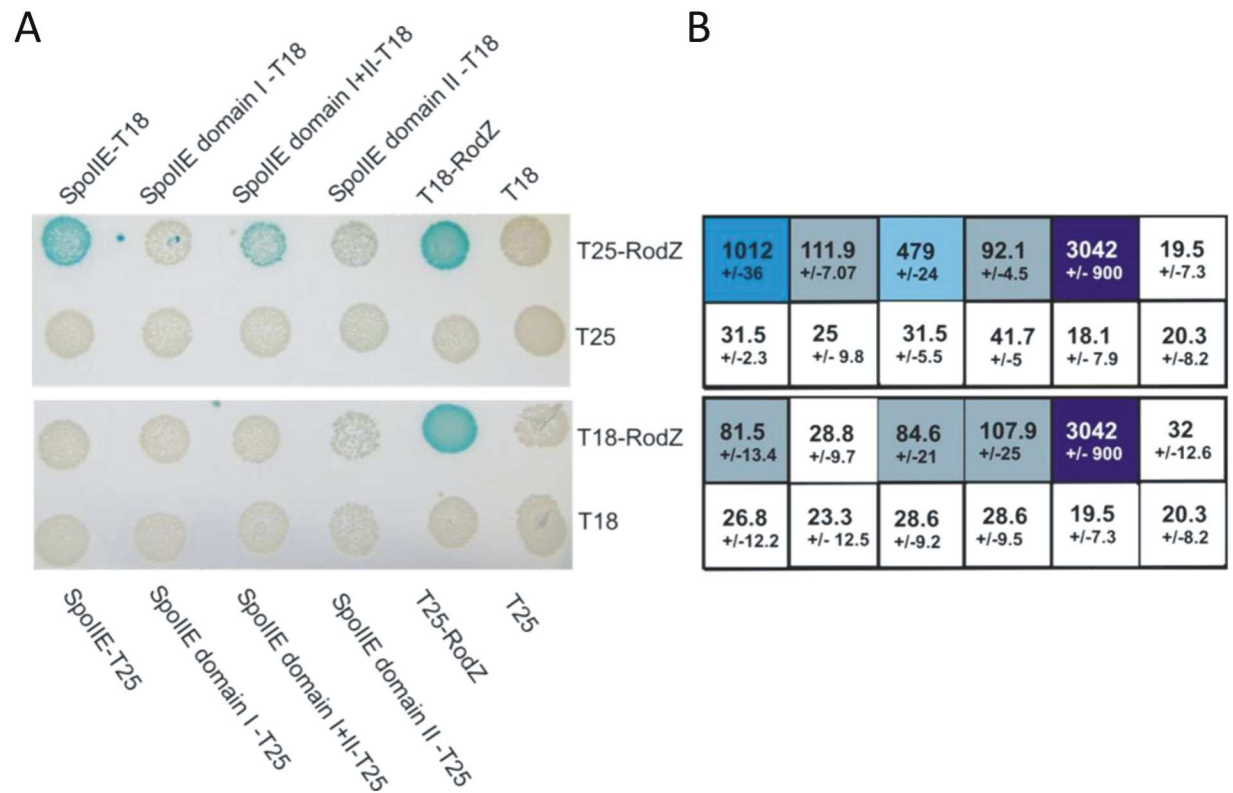 A
B
SpoIIE-T18
SpoIIE domain I -T18
SpoIIE domain I+II-T18
SpoIIE domain II -T18
T18-RodZ
T18
T25-RodZ
T25
T18-RodZ
T18
SpoIIE-T25
SpoIIE domain I -T25
SpoIIE domain I+II-T25
SpoIIE domain II -T25
T25-RodZ
T25
1012 111.9 479 92.1 3042 19.5
+/-36 +/-7.07 +/-24 +/-4.5 +/- 900 +/-7.3
31.5 25 31.5 41.7 18.1 20.3
+/-2.3 +/- 9.8 +/-5.5 +/-5 +/- 7.9 +/-8.2
81.5 28.8 84.6 107.9 3042 32
+/-13.4 +/-9.7 +/-21 +/-25 +/- 900 +/-12.6
26.8 23.3 28.6 28.6 19.5 20.3
+/-12.2 +/- 12.5 +/-9.2 +/-9.5 +/-7.3 +/-8.2